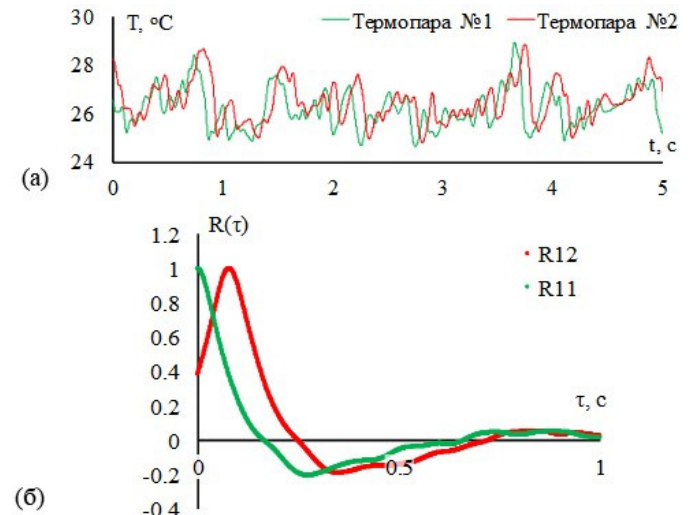 T, °C
Термопара №1
Термопара №2
30
28
26
24
t, с
0
1
2
3
4
5
(а)
R(τ)
1.2
1
0.8
0.6
0.4
0.2
0
-0.2
-0.4
R12
R11
τ, с
0
0.5
1
(б)